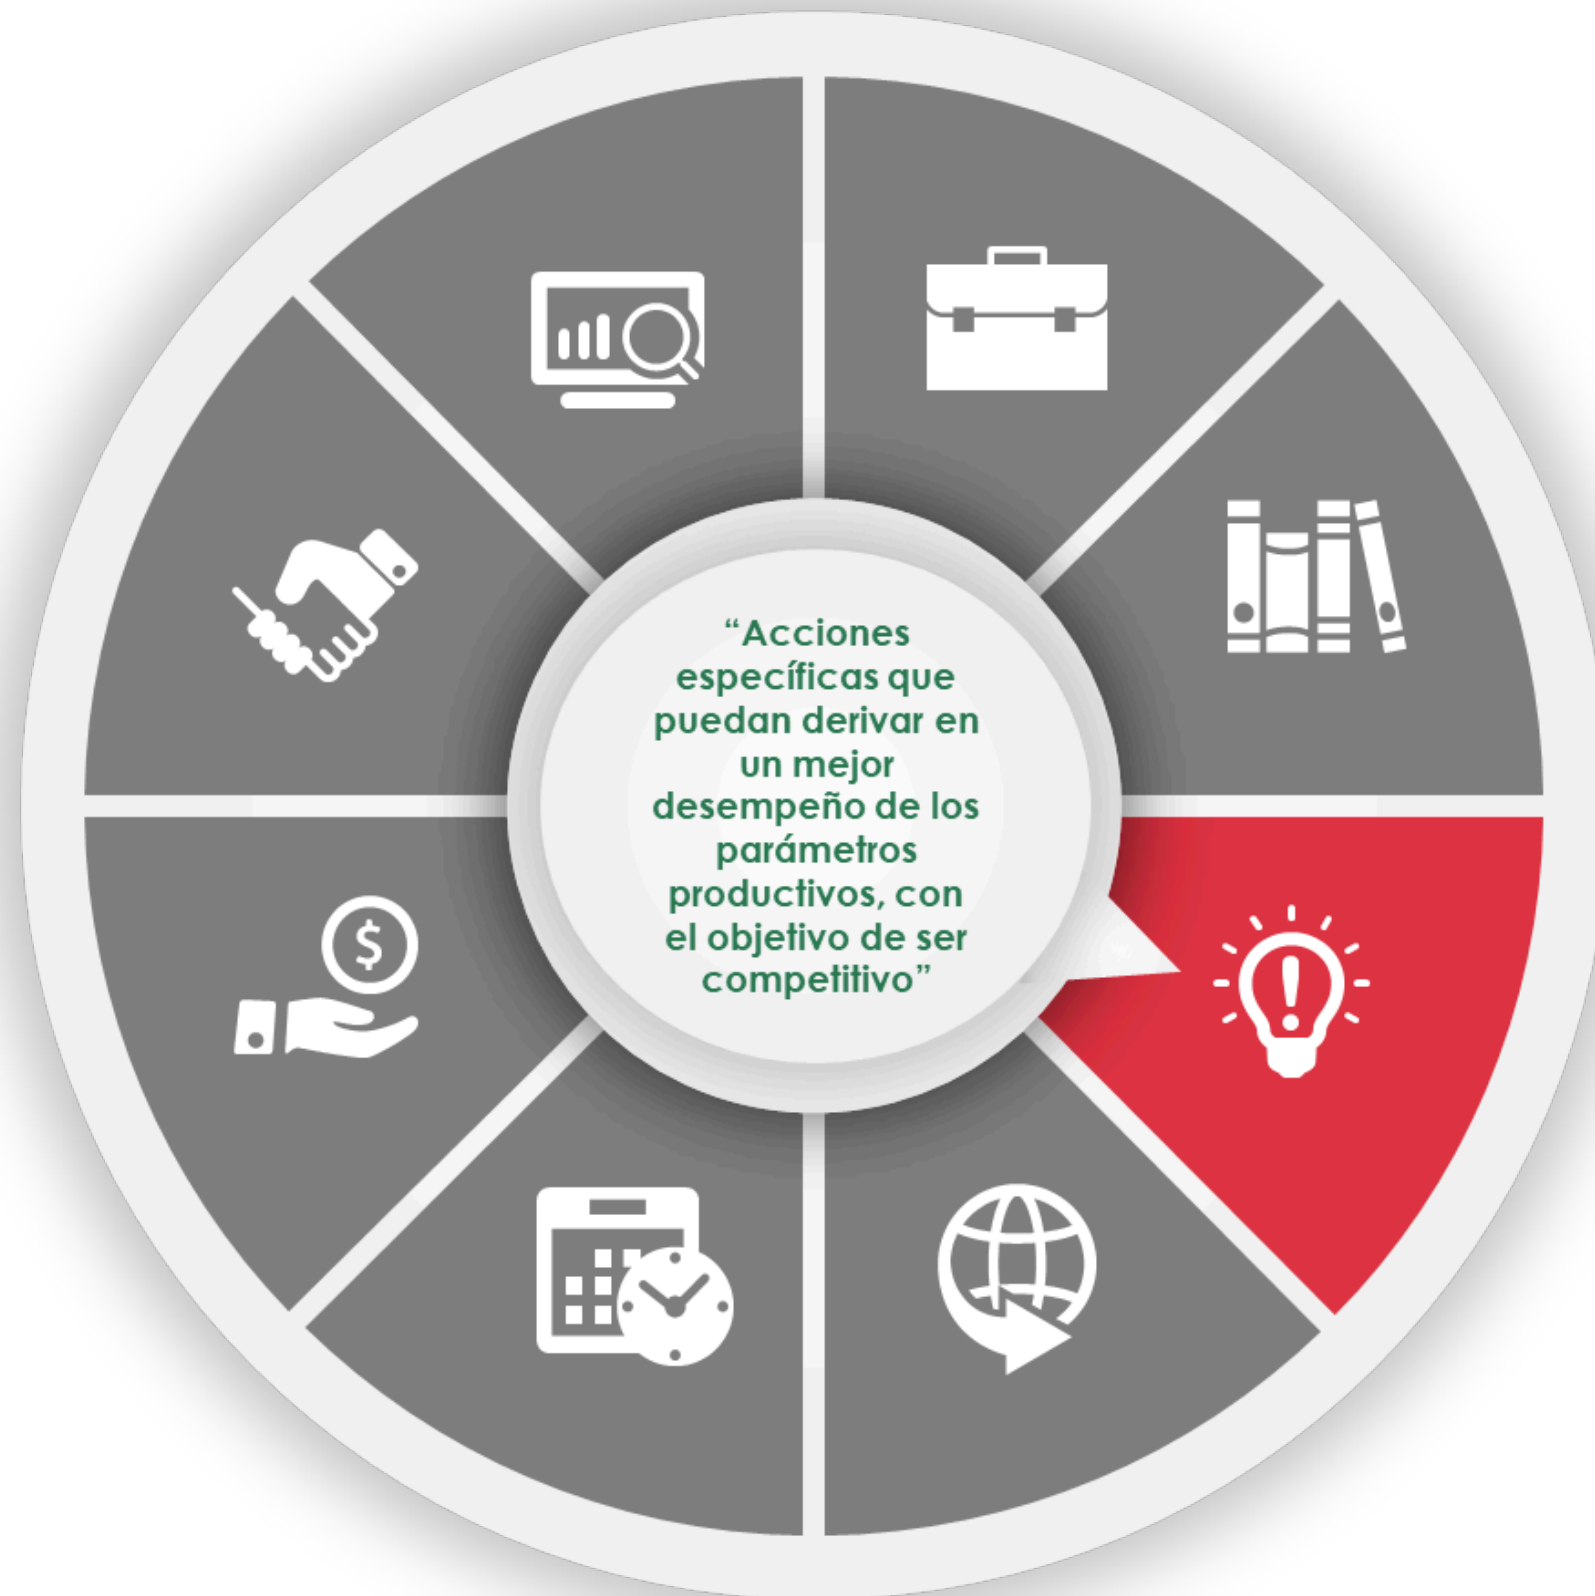 “Acciones
específicas que
puedan derivar en
un mejor
desempeño de los
parámetros
productivos, con
el objetivo de ser
competitivo”
$
!